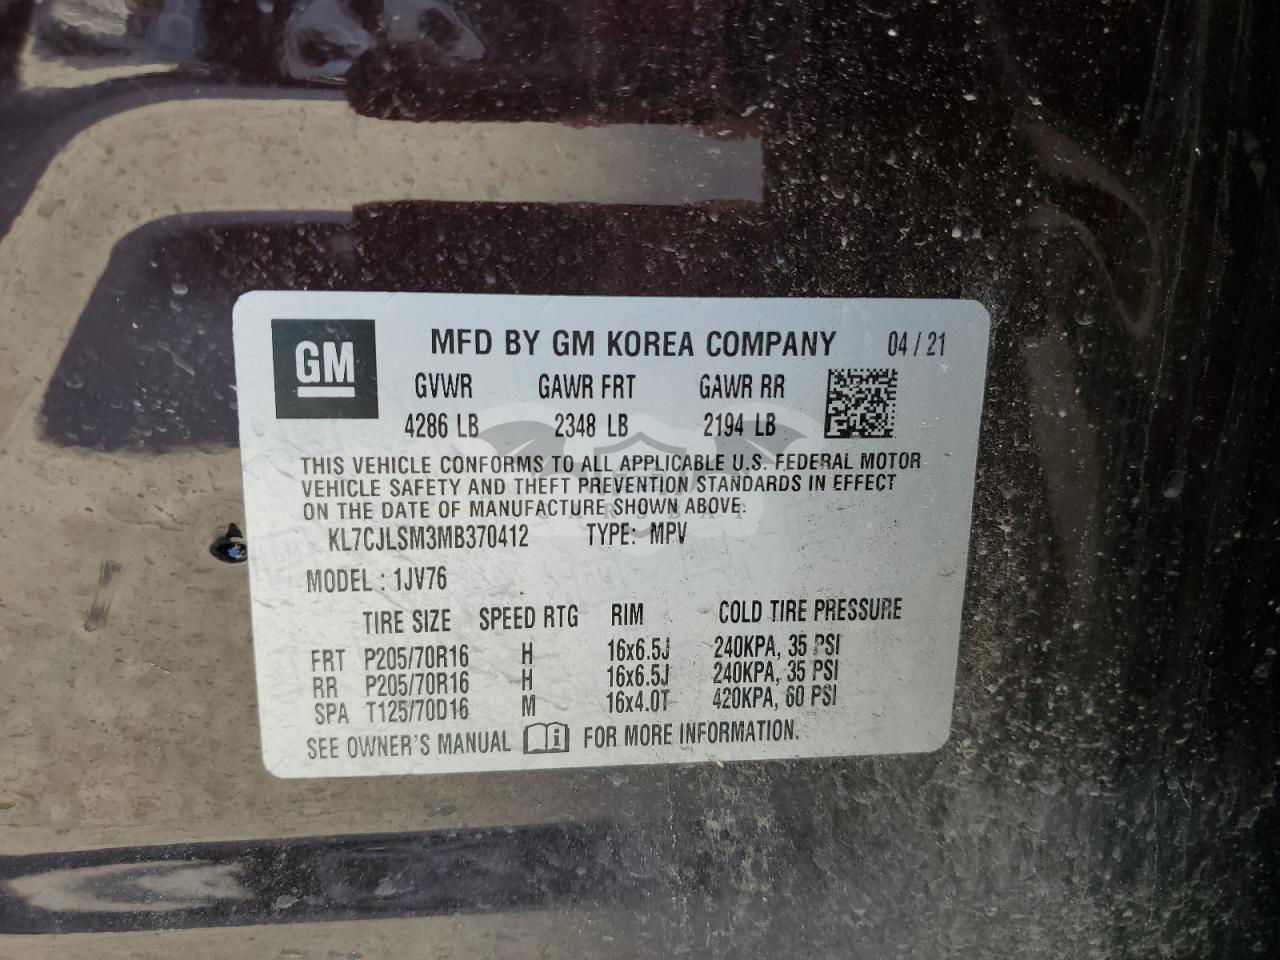 GM MFD BY GM KOREA COMPANY 04 / 21
GVWR GAWR FRT GAWR RR
4286 LB 2348 LB 2194 LB
THIS VEHICLE CONFORMS TO ALL APPLICABLE U.S. FEDERAL MOTOR
VEHICLE SAFETY AND THEFT PREVENTION STANDARDS IN EFFECT
ON THE DATE OF MANUFACTURE SHOWN ABOVE.
KL7CJLSM3MB370412 TYPE: MPV
MODEL : 1JV76
TIRE SIZE SPEED RTG RIM COLD TIRE PRESSURE
FRT P205/70R16 H 16x6.5J 240KPA, 35 PSI
RR P205/70R16 H 16x6.5J 240KPA, 35 PSI
SPA T125/70D16 M 16x4.0T 420KPA, 60 PSI
SEE OWNER'S MANUAL FOR MORE INFORMATION.